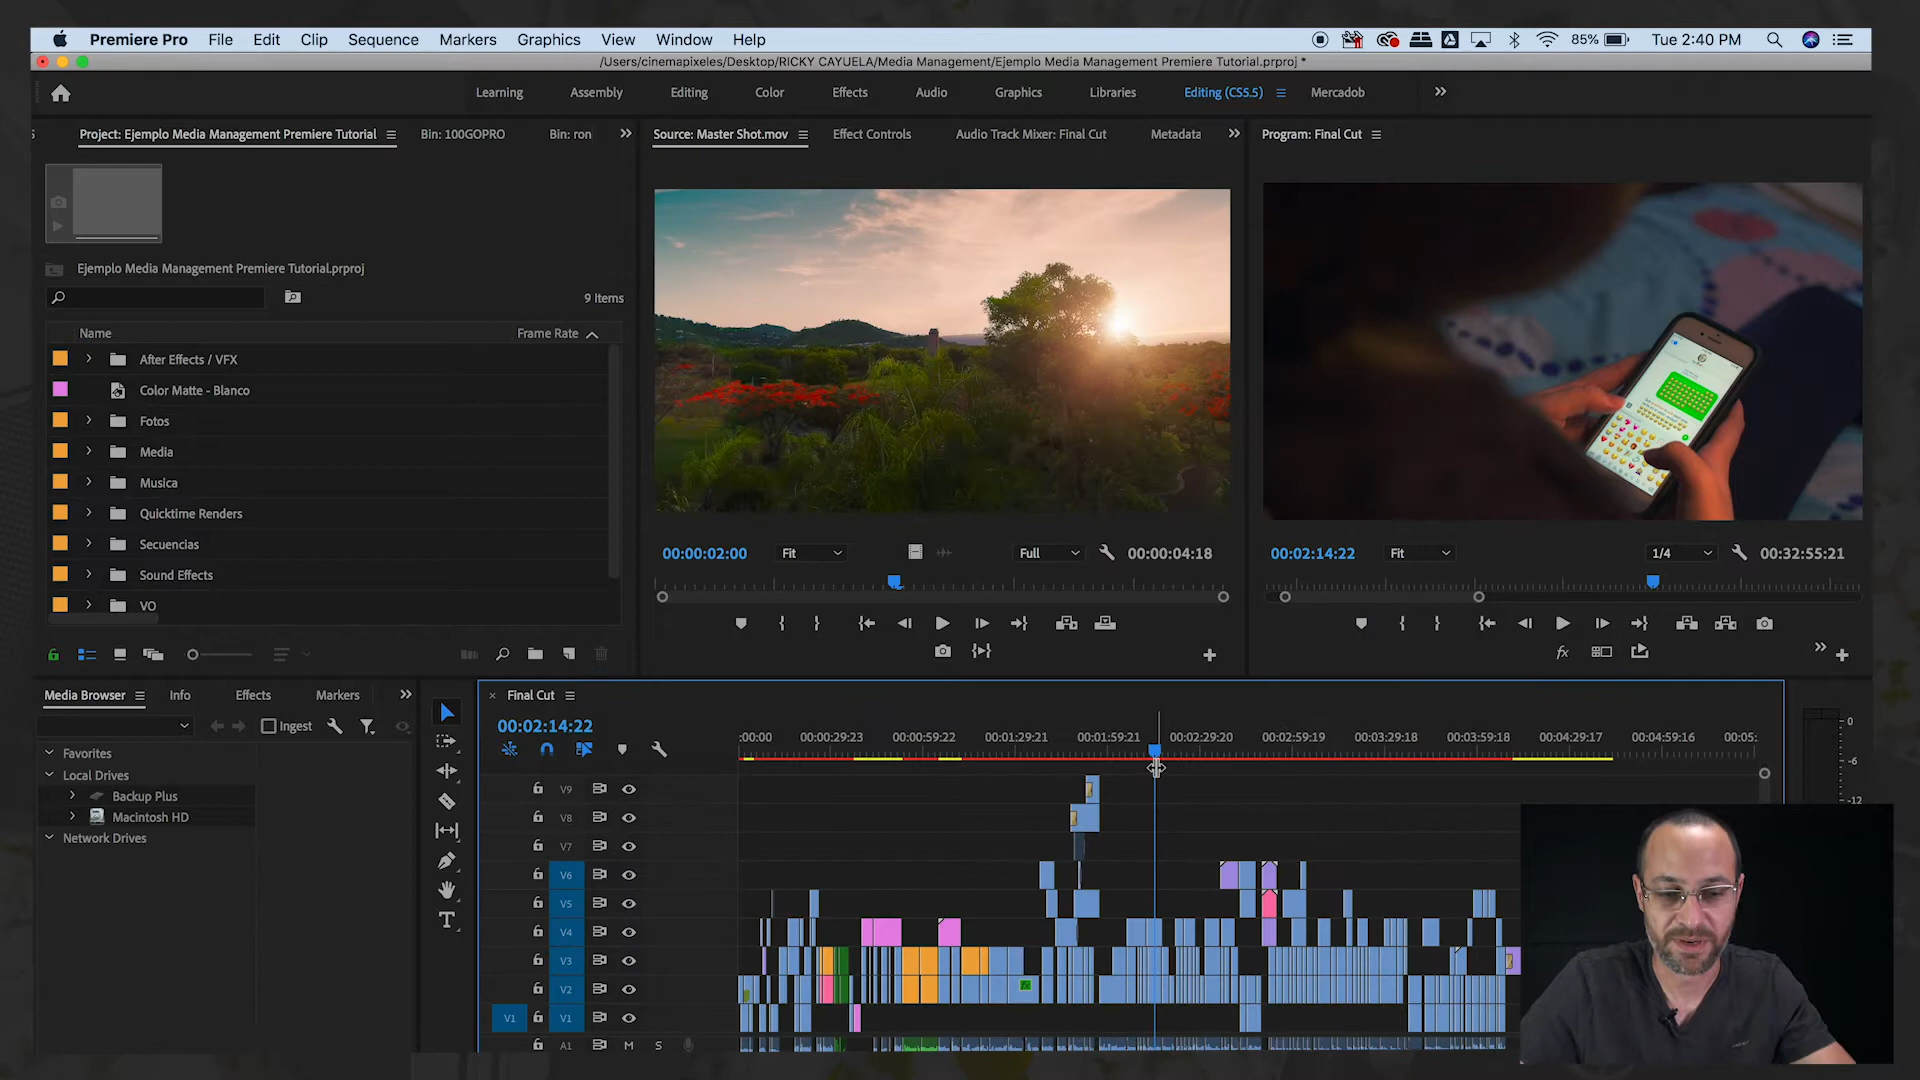 Premiere Pro File Edit Clip Sequence Markers Graphics View Window Help 85% Tue 2:40 PM
/Users/cinemapixeles/Desktop/RICKY CAYUELA/Media Management/Ejemplo Media Management Premiere Tutorial.prproj *
Learning Assembly Editing Color Effects Audio Graphics Libraries Editing (CS5.5) Mercadob
Project: Ejemplo Media Management Premiere Tutorial Bin: 100GOPRO Bin: ron
Source: Master Shot.mov Effect Controls Audio Track Mixer: Final Cut Metadata
Program: Final Cut
Ejemplo Media Management Premiere Tutorial.prproj
9 Items
Name Frame Rate
After Effects / VFX
Color Matte - Blanco
Fotos
Media
Musica
Quicktime Renders
Secuencias
Sound Effects
VO
00:00:02:00 Fit Full 00:00:04:18
00:02:14:22 Fit 1/4 00:32:55:21
Media Browser Info Effects Markers
Ingest
Favorites
Local Drives
Backup Plus
Macintosh HD
Network Drives
Final Cut
00:02:14:22
:00:00 00:00:29:23 00:00:59:22 00:01:29:21 00:01:59:21 00:02:29:20 00:02:59:19 00:03:29:18 00:03:59:18 00:04:29:17 00:04:59:16 00:05:
V9
V8
V7
V6
V5
V4
V3
V2
V1 V1
A1 M S
0
-6
-12